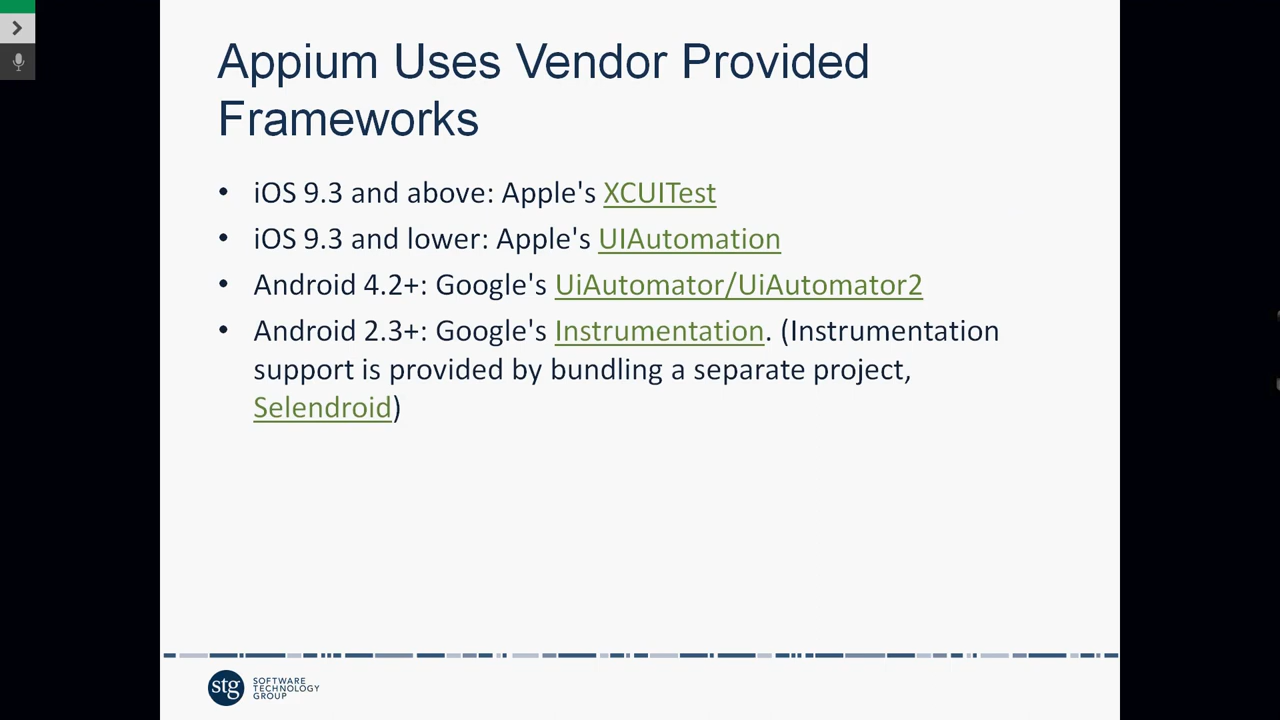 Appium Uses Vendor Provided
Frameworks
• iOS 9.3 and above: Apple's XCUITest
• iOS 9.3 and lower: Apple's UIAutomation
• Android 4.2+: Google's UiAutomator/UiAutomator2
• Android 2.3+: Google's Instrumentation. (Instrumentation
support is provided by bundling a separate project,
Selendroid)
stg
SOFTWARE
TECHNOLOGY
GROUP